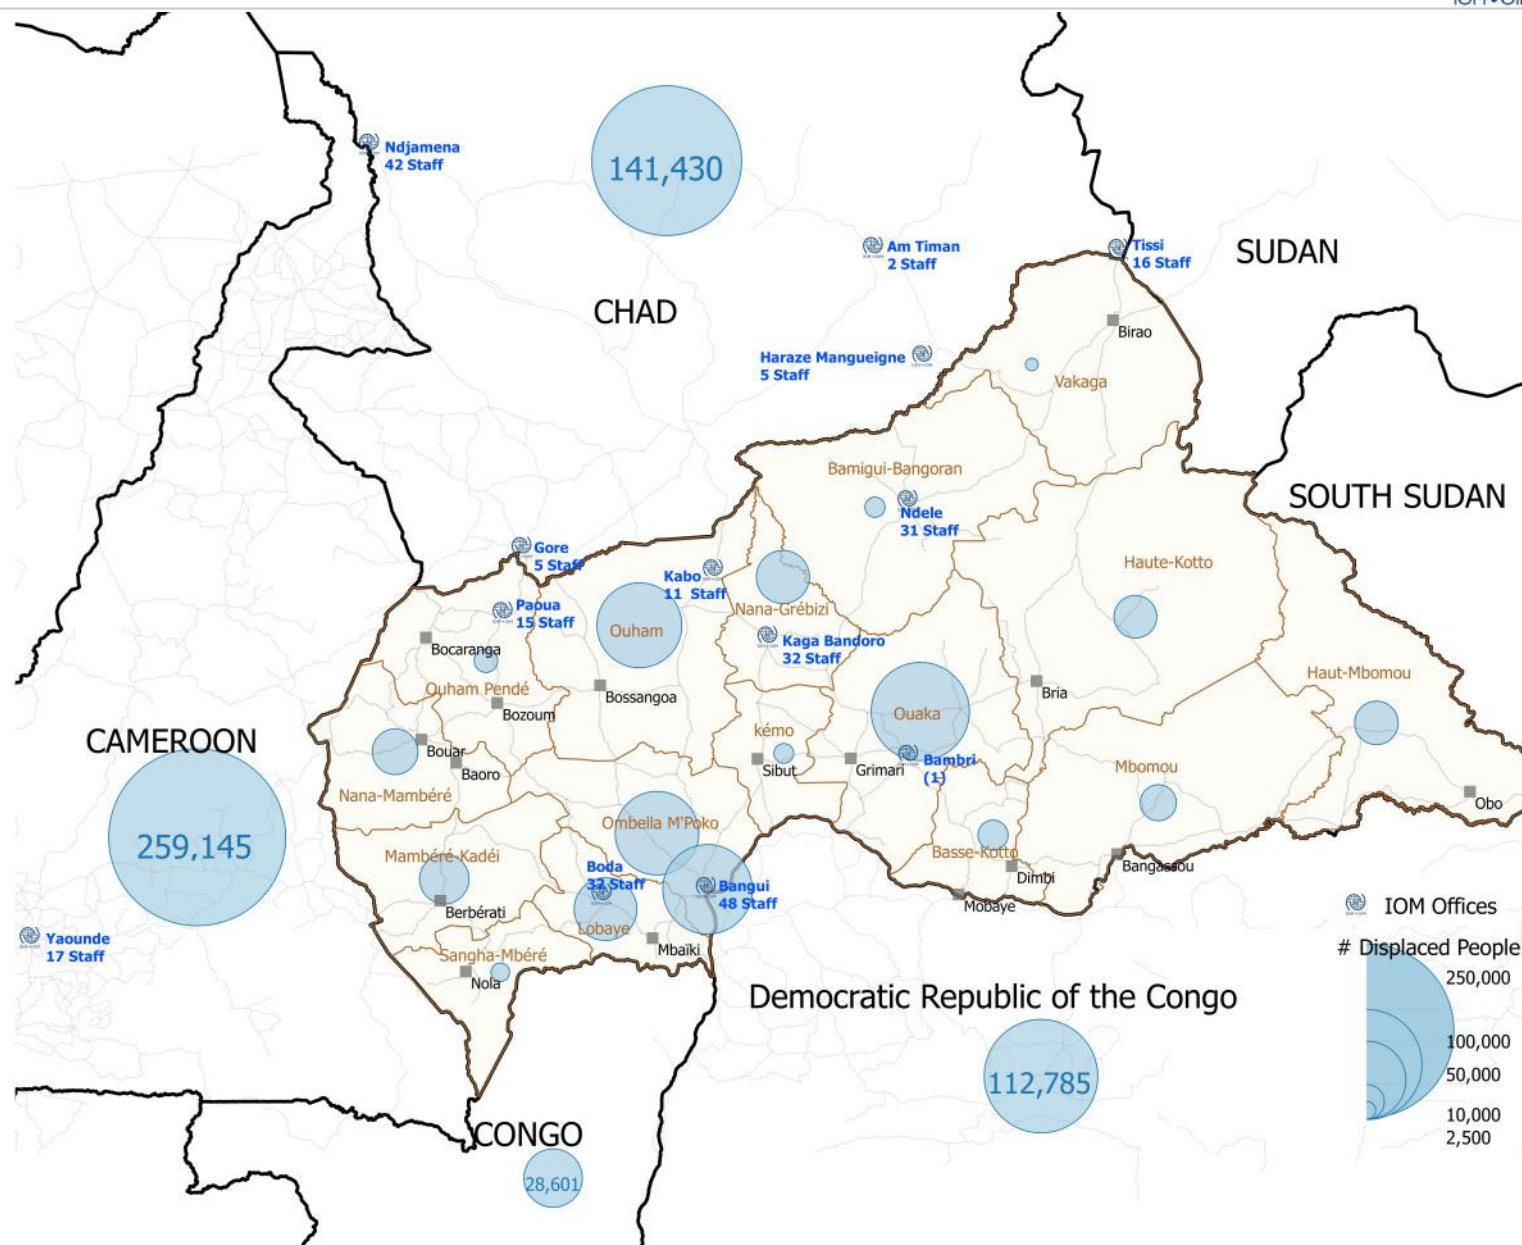 141,430
Ndjamena
42 Staff
Am Timan
2 Staff
Tissi
16 Staff
SUDAN
CHAD
Birao
Haraze Mangueigne
5 Staff
Vakaga
Bamigui-Bangoran
SOUTH SUDAN
Ndele
31 Staff
Gore
5 Staff
Haute-Kotto
Kabo
11 Staff
Nana-Grébizi
Paoua
15 Staff
Ouham
Kaga Bandoro
32 Staff
Bocaranga
Haut-Mbomou
Ouham Pendé
Bossangoa
Bria
Bozoum
Ouaka
kémo
CAMEROON
Bouar
Baoro
Sibut
Grimari
Bambri
(1)
Mbomou
Nana-Mambéré
Obo
Ombella M'Poko
259,145
Mambéré-Kadéi
Basse-Kotto
Bangassou
Boda
32 Staff
Dimbi
Bangui
48 Staff
Mobaye
Berbérati
IOM Offices
Lobaye
Yaounde
17 Staff
Mbaïki
Sangha-Mbéré
Nola
# Displaced People
250,000
100,000
50,000
10,000
2,500
Democratic Republic of the Congo
112,785
CONGO
28,601